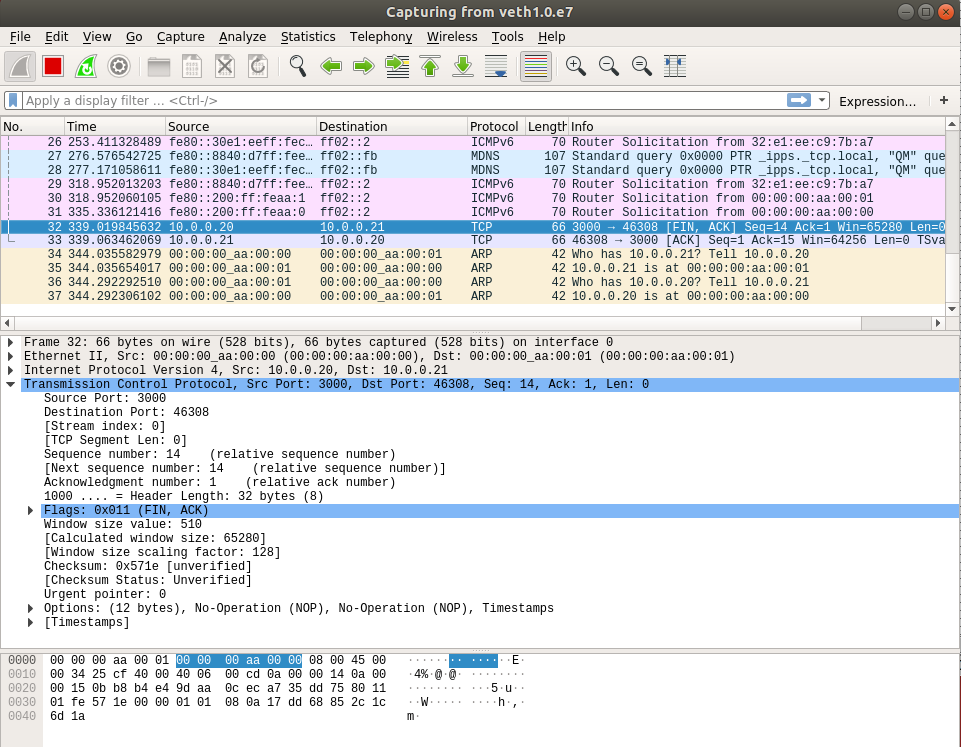 Capturing from veth1.0.e7
File Edit View Go Capture Analyze Statistics Telephony Wireless Tools Help
Apply a display filter ... <Ctrl-/> Expression... +
No. Time Source Destination Protocol Length Info
26 253.411328489 fe80::30e1:eeff:fec… ff02::2 ICMPv6 70 Router Solicitation from 32:e1:ee:c9:7b:a7
27 276.576542725 fe80::8840:d7ff:fee… ff02::fb MDNS 107 Standard query 0x0000 PTR _ipps._tcp.local, "QM" que
28 277.171058611 fe80::30e1:eeff:fec… ff02::fb MDNS 107 Standard query 0x0000 PTR _ipps._tcp.local, "QM" que
29 318.952013203 fe80::8840:d7ff:fee… ff02::2 ICMPv6 70 Router Solicitation from 32:e1:ee:c9:7b:a7
30 318.952060105 fe80::200:ff:feaa:1 ff02::2 ICMPv6 70 Router Solicitation from 00:00:00:aa:00:01
31 335.336121416 fe80::200:ff:feaa:0 ff02::2 ICMPv6 70 Router Solicitation from 00:00:00:aa:00:00
32 339.019845632 10.0.0.20 10.0.0.21 TCP 66 3000 → 46308 [FIN, ACK] Seq=14 Ack=1 Win=65280 Len=0
33 339.063462069 10.0.0.21 10.0.0.20 TCP 66 46308 → 3000 [ACK] Seq=1 Ack=15 Win=64256 Len=0 TSva
34 344.035582979 00:00:00_aa:00:00 00:00:00_aa:00:01 ARP 42 Who has 10.0.0.21? Tell 10.0.0.20
35 344.035654017 00:00:00_aa:00:01 00:00:00_aa:00:00 ARP 42 10.0.0.21 is at 00:00:00:aa:00:01
36 344.292292510 00:00:00_aa:00:01 00:00:00_aa:00:00 ARP 42 Who has 10.0.0.20? Tell 10.0.0.21
37 344.292306102 00:00:00_aa:00:00 00:00:00_aa:00:01 ARP 42 10.0.0.20 is at 00:00:00:aa:00:00
Frame 32: 66 bytes on wire (528 bits), 66 bytes captured (528 bits) on interface 0
Ethernet II, Src: 00:00:00_aa:00:00 (00:00:00:aa:00:00), Dst: 00:00:00_aa:00:01 (00:00:00:aa:00:01)
Internet Protocol Version 4, Src: 10.0.0.20, Dst: 10.0.0.21
Transmission Control Protocol, Src Port: 3000, Dst Port: 46308, Seq: 14, Ack: 1, Len: 0
Source Port: 3000
Destination Port: 46308
[Stream index: 0]
[TCP Segment Len: 0]
Sequence number: 14 (relative sequence number)
[Next sequence number: 14 (relative sequence number)]
Acknowledgment number: 1 (relative ack number)
1000 .... = Header Length: 32 bytes (8)
Flags: 0x011 (FIN, ACK)
Window size value: 510
[Calculated window size: 65280]
[Window size scaling factor: 128]
Checksum: 0x571e [unverified]
[Checksum Status: Unverified]
Urgent pointer: 0
Options: (12 bytes), No-Operation (NOP), No-Operation (NOP), Timestamps
[Timestamps]
0000 00 00 00 aa 00 01 00 00 00 aa 00 00 08 00 45 00 ··············E·
0010 00 34 25 cf 40 00 40 06 00 cd 0a 00 00 14 0a 00 ·4%·@·@·········
0020 00 15 0b b8 b4 e4 9d aa 0c ec a7 35 dd 75 80 11 ···········5·u··
0030 01 fe 57 1e 00 00 01 01 08 0a 17 dd 68 85 2c 1c ··W·········h·,·
0040 6d 1a m·